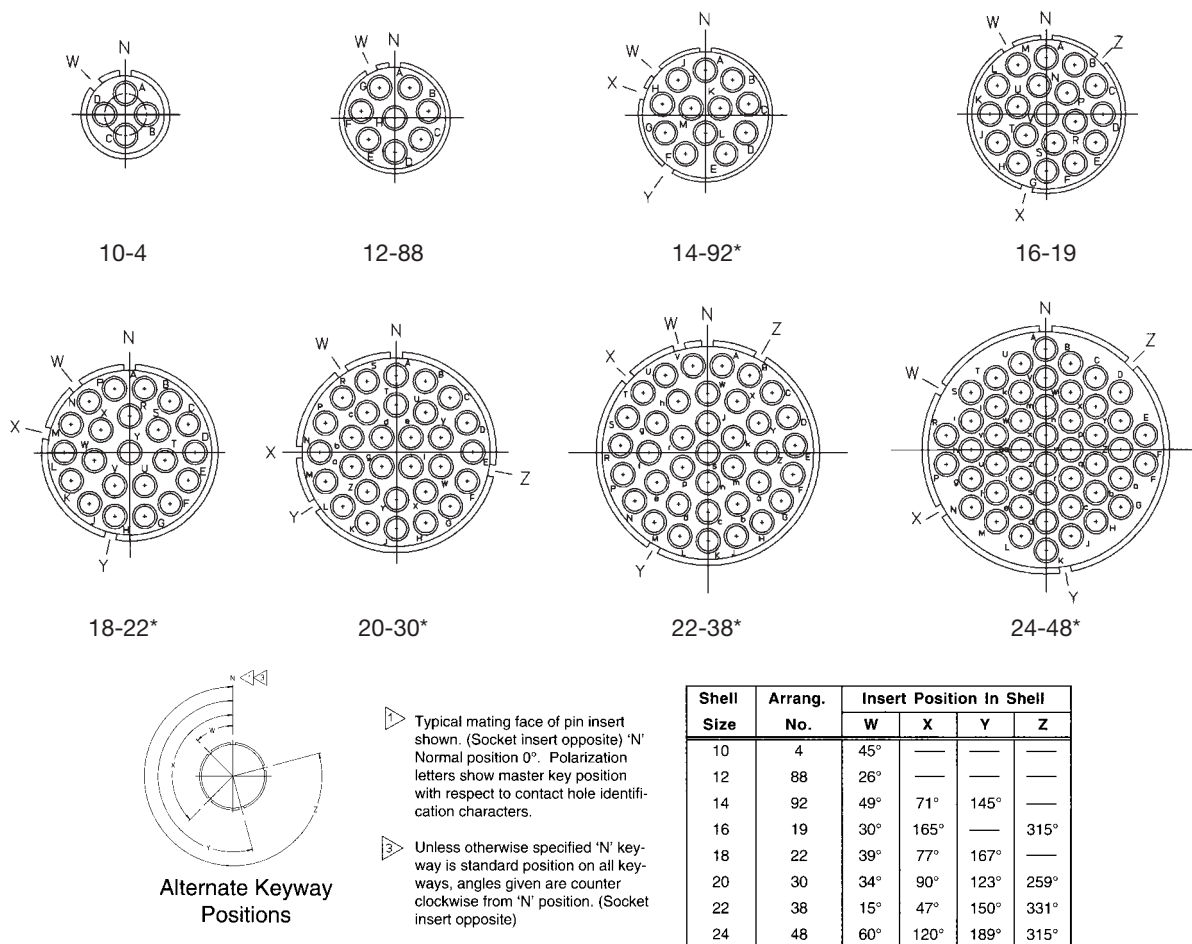 N
W
A
D
B
C
10-4
N
W
A
G
B
F
H
C
E
D
12-88
N
W
X
J
A
B
H
K
C
G
M
L
D
F
E
Y
14-92*
N
W
Z
M
A
B
L
N
C
K
U
P
D
V
J
T
R
E
H
S
F
G
X
16-19
N
W
P
A
B
N
R
C
X
S
X
M
D
W
Y
T
L
V
U
E
K
F
J
H
G
Y
18-22*
N
W
S
A
B
R
T
C
P
c
U
D
d
e
V
N
b
X
E
a
g
Z
M
Z
W
F
L
Y
X
G
Y
K
J
H
20-30*
N
W
Z
V
A
X
U
W
C
T
h
X
S
g
J
Y
D
R
k
Z
E
s
P
m
F
N
n
G
M
c
b
H
Y
L
K
J
22-38*
N
Z
A
B
U
C
T
D
W
S
E
R
F
P
G
X
N
H
M
J
L
K
Y
24-48*
N 1 3
W
X
Y
Z
Alternate Keyway
Positions
1 Typical mating face of pin insert
shown. (Socket insert opposite) ‘N’
Normal position 0°. Polarization
letters show master key position
with respect to contact hole identifi-
cation characters.
3 Unless otherwise specified ‘N’ key-
way is standard position on all key-
ways, angles given are counter
clockwise from ‘N’ position. (Socket
insert opposite)
Shell Arrang. Insert Position In Shell
Size No. W X Y Z
10 4 45° — — —
12 88 26° — — —
14 92 49° 71° 145° —
16 19 30° 165° — 315°
18 22 39° 77° 167° —
20 30 34° 90° 123° 259°
22 38 15° 47° 150° 331°
24 48 60° 120° 189° 315°